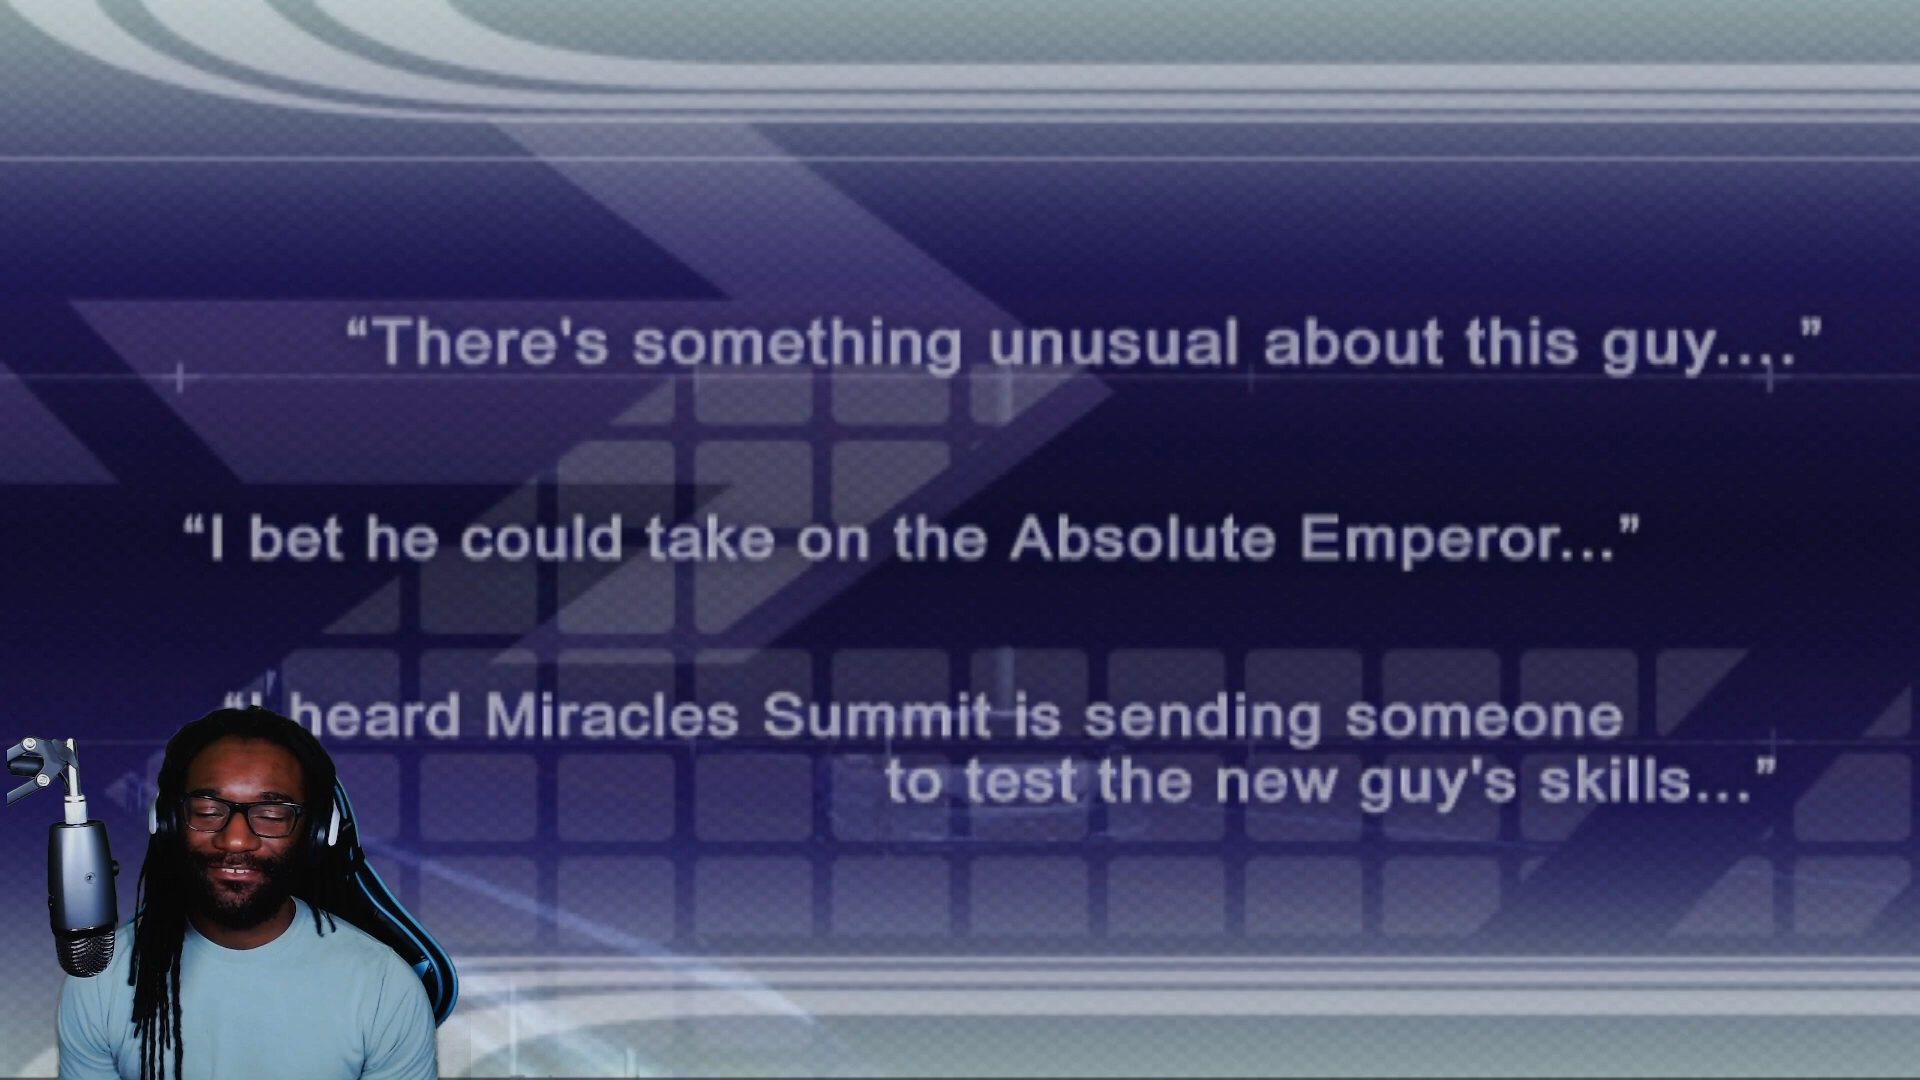 “There's something unusual about this guy....”
“I bet he could take on the Absolute Emperor...”
“I heard Miracles Summit is sending someone
to test the new guy's skills...”